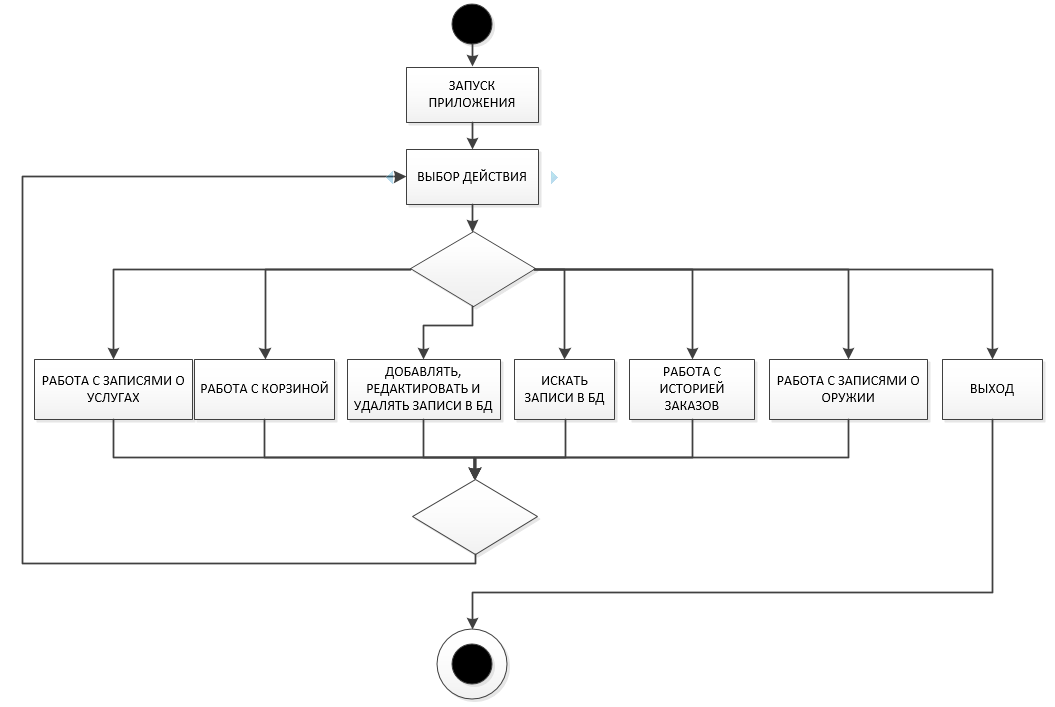 ЗАПУСК
ПРИЛОЖЕНИЯ
ВЫБОР ДЕЙСТВИЯ
РАБОТА С ЗАПИСЯМИ О
УСЛУГАХ
РАБОТА С КОРЗИНОЙ
ДОБАВЛЯТЬ,
РЕДАКТИРОВАТЬ И
УДАЛЯТЬ ЗАПИСИ В БД
ИСКАТЬ
ЗАПИСИ В БД
РАБОТА С
ИСТОРИЕЙ
ЗАКАЗОВ
РАБОТА С ЗАПИСЯМИ О
ОРУЖИИ
ВЫХОД